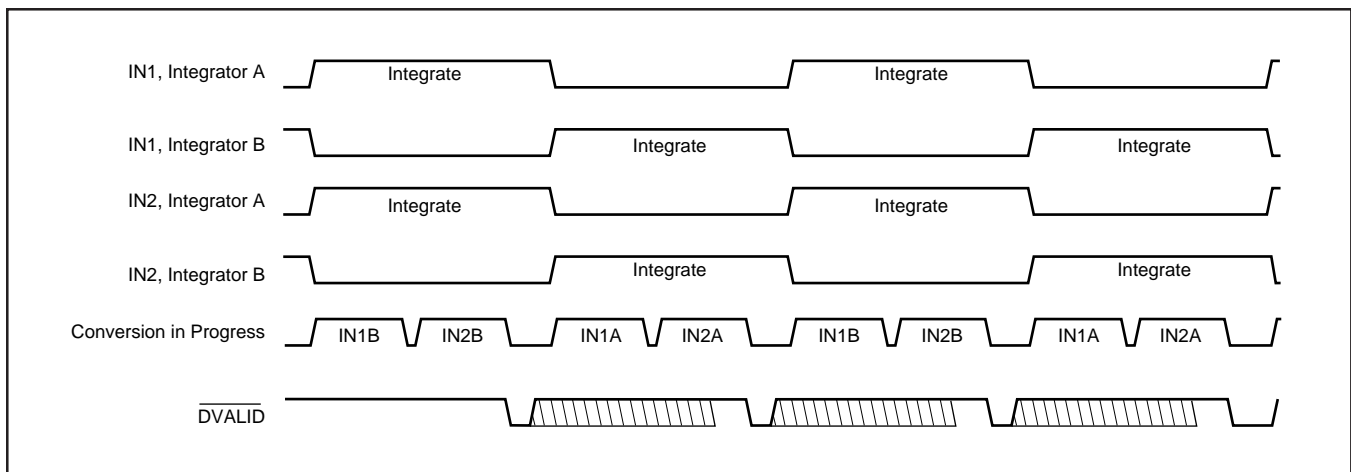 IN1, Integrator A
Integrate
Integrate
IN1, Integrator B
Integrate
Integrate
IN2, Integrator A
Integrate
Integrate
IN2, Integrator B
Integrate
Integrate
Conversion in Progress
IN1B IN2B IN1A IN2A IN1B IN2B IN1A IN2A
DVALID